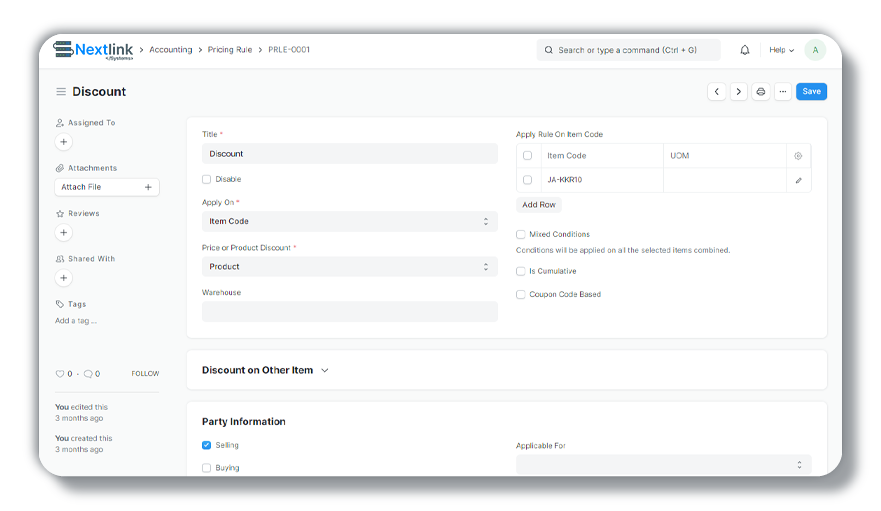 Nextlink
</Systems>
Accounting > Pricing Rule > PRLE-0001
Search or type a command (Ctrl + G)
Help
A
Discount
Save
Assigned To
Attachments
Attach File
Reviews
Shared With
Tags
Add a tag ...
0 · 0
FOLLOW
You edited this
3 months ago
You created this
3 months ago
Title *
Discount
Disable
Apply On *
Item Code
Price or Product Discount *
Product
Warehouse
Apply Rule On Item Code
Item Code UOM
JA-KKR10
Add Row
Mixed Conditions
Conditions will be applied on all the selected items combined.
Is Cumulative
Coupon Code Based
Discount on Other Item
Party Information
Selling
Buying
Applicable For